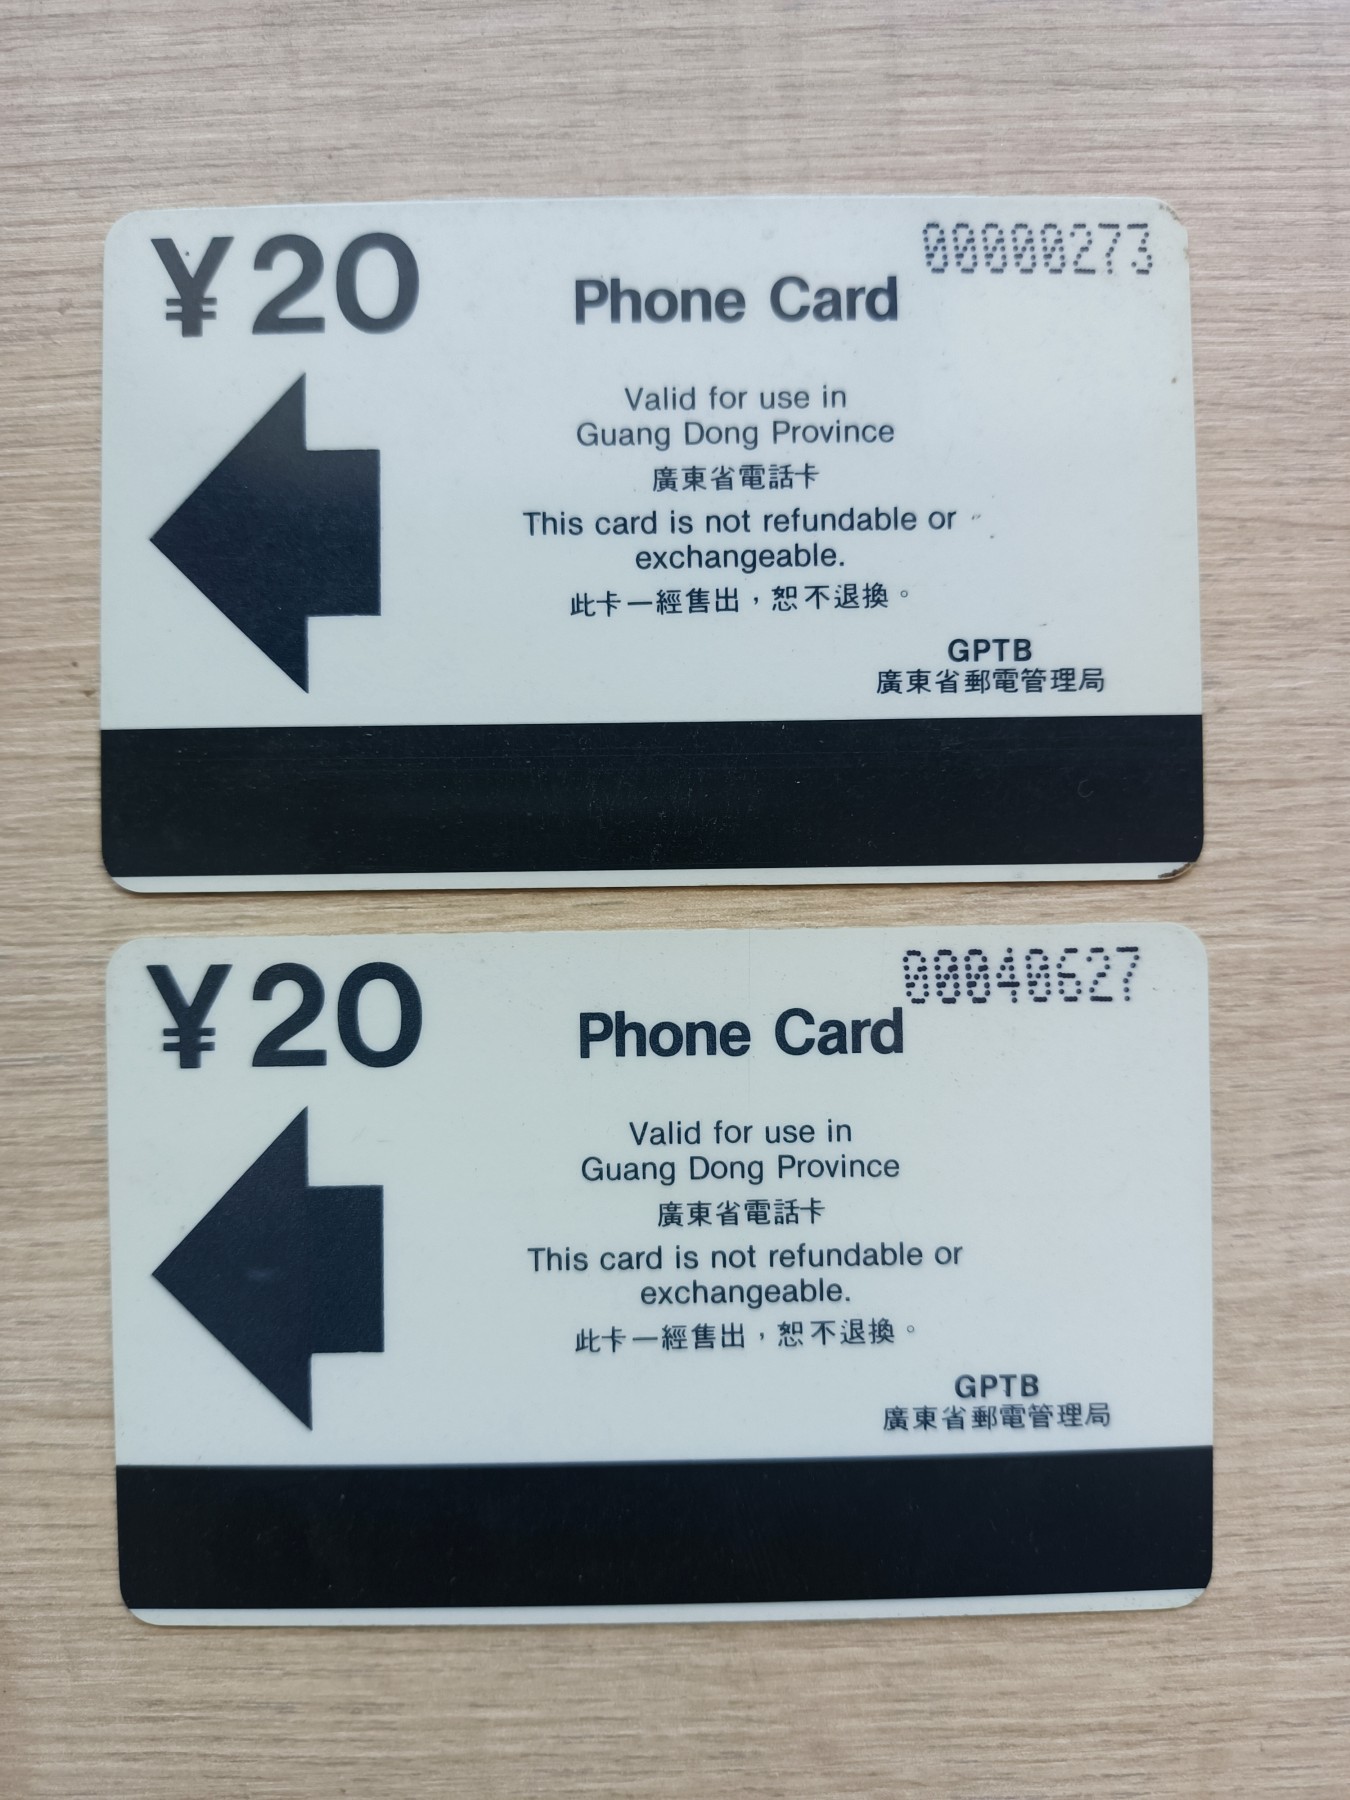 ¥20
00000273
Phone Card
Valid for use in
Guang Dong Province
廣東省電話卡
This card is not refundable or
exchangeable.
此卡一經售出，恕不退換。
GPTB
廣東省郵電管理局
¥20
00040627
Phone Card
Valid for use in
Guang Dong Province
廣東省電話卡
This card is not refundable or
exchangeable.
此卡一經售出，恕不退換。
GPTB
廣東省郵電管理局